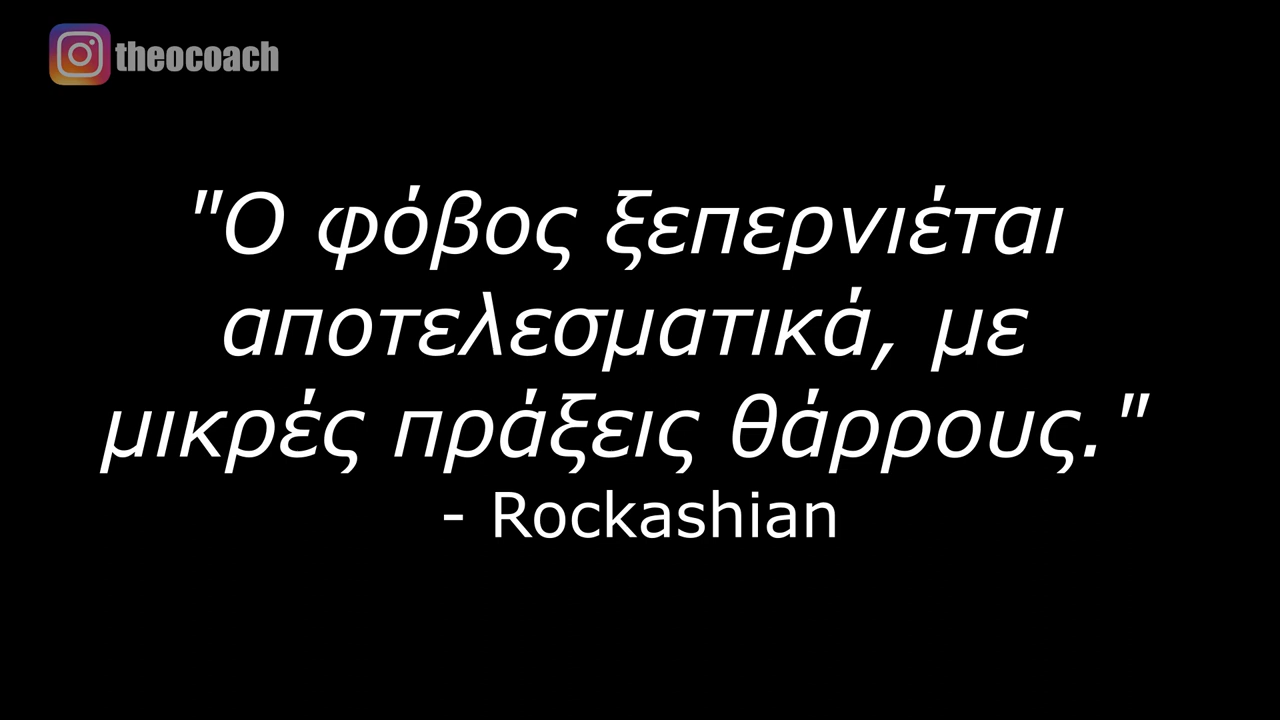 theocoach
"Ο φόβος ξεπερνιέται
αποτελεσματικά, με
μικρές πράξεις θάρρους."
- Rockashian